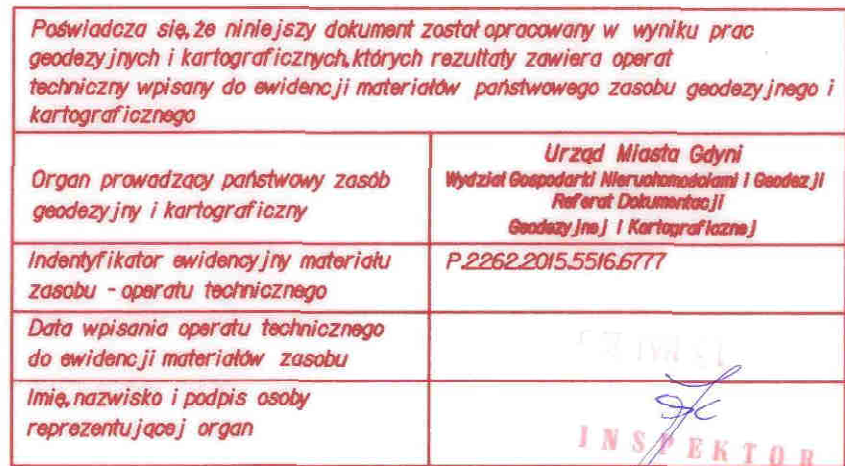 Poświadcza się, że niniejszy dokument został opracowany w wyniku prac
geodezyjnych i kartograficznych, których rezultaty zawiera operat
techniczny wpisany do ewidencji materiałów państwowego zasobu geodezyjnego i
kartograficznego
Organ prowadzący państwowy zasób
geodezyjny i kartograficzny
Urząd Miasta Gdyni
Wydział Gospodarki Nieruchomościami i Geodezji
Referat Dokumentacji
Geodezyjnej i Kartograficznej
Indentyfikator ewidencyjny materiału
zasobu - operatu technicznego
P.2262.2015.5516.6777
Data wpisania operatu technicznego
do ewidencji materiałów zasobu
Imię, nazwisko i podpis osoby
reprezentującej organ
INSPEKTOR